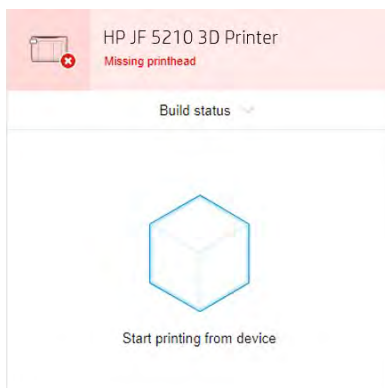 HP JF 5210 3D Printer
Missing printhead
Build status
Start printing from device